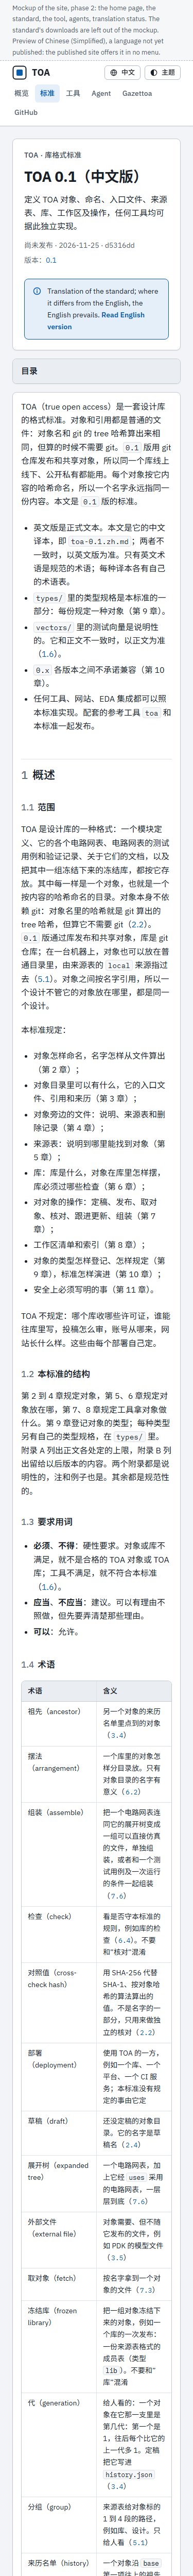 Mockup of the site, phase 2: the home page, the
standard, the tool, agents, translation status. The
standard's downloads are left out of the mockup.
Preview of Chinese (Simplified), a language not yet
published: the published site offers it in no menu.
TOA
中文
主题
概览 标准 工具 Agent Gazettoa
GitHub
TOA · 库格式标准
TOA 0.1（中文版）
定义 TOA 对象、命名、入口文件、来源
表、库、工作区及操作，任何工具均可
据此独立实现。
尚未发布 · 2026-11-25 · d5316dd
版本：0.1
Translation of the standard; where
it differs from the English, the
English prevails. Read English
version
目录
TOA（true open access）是一套设计库
的格式标准。对象和引用都是普通的文
件：对象名和 git 的 tree 哈希算出来相
同，但算的时候不需要 git。0.1 版用 git
仓库发布和共享对象，所以同一个库线上
线下、公开私有都能用。每个对象按它内
容的哈希命名，所以一个名字永远指同一
份内容。本文是 0.1 版的标准。
英文版是正式文本。本文是它的中文
译本，即 toa-0.1.zh.md；两者不
一致时，以英文版为准。只有英文术
语是规范的术语；每种译本各有自己
的术语表。
types/ 里的类型规格是本标准的一
部分：每份规定一种对象（第 9 章）。
vectors/ 里的测试向量是说明性
的。它和正文不一致时，以正文为准
（1.6）。
0.x 各版本之间不承诺兼容（第 10
章）。
任何工具、网站、EDA 集成都可以照
本标准实现。配套的参考工具 toa 和
本标准一起发布。
1 概述
1.1 范围
TOA 是设计库的一种格式：一个模块定
义、它的各个电路网表、电路网表的测试
用例和验证记录、关于它们的文档，以及
把其中一组冻结下来的冻结库，都按它存
放。其中每一样是一个对象，也就是一个
按内容的哈希命名的目录。对象本身不依
赖 git：对象名里的哈希就是 git 算出的
tree 哈希，但算它不需要 git（2.2）。
0.1 版通过库发布和共享对象，库是 git
仓库；在一台机器上，对象也可以放在普
通目录里，由来源表的 local 来源指过
去（5.1）。对象之间按名字引用，所以一
个设计不管它的对象放在哪里，都是同一
个设计。
本标准规定：
对象怎样命名，名字怎样从文件算出
（第 2 章）；
对象目录里可以有什么，它的入口文
件、引用和来历（第 3 章）；
对象旁边的文件：说明、来源表和删
除记录（第 4 章）；
来源表：说明到哪里能找到对象（第
5 章）；
库：库是什么，对象在库里怎样摆，
库必须过哪些检查（第 6 章）；
对对象的操作：定稿、发布、取对
象、核对、跟进更新、组装（第 7
章）；
工作区清单和索引（第 8 章）；
对象的类型怎样登记、怎样规定（第
9 章），标准怎样演进（第 10 章）；
安全上必须写明的事（第 11 章）。
TOA 不规定：哪个库收哪些许可证，谁能
往库里写，投稿怎么审，账号从哪来，网
站长什么样。这些由每个部署自己定。
1.2 本标准的结构
第 2 到 4 章规定对象，第 5、6 章规定对
象放在哪，第 7、8 章规定工具拿对象做
什么。第 9 章登记对象的类型；每种类型
另有自己的类型规格，在 types/ 里。
附录 A 列出正文各处定的上限，附录 B 列
出留给以后版本的内容。两个附录都是说
明性的，注和例子也是。其余都是规范性
的。
1.3 要求用词
必须、不得：硬性要求。对象或库不
满足，就不是合格的 TOA 对象或 TOA
库；工具不满足，就不符合本标准
（1.6）。
应当、不应当：要求。可以有理由不
照做，但先要弄清楚那些理由。
可以：允许。
1.4 术语
术语 含义
祖先（ancestor） 另一个对象的来历
名单里点到的对象
（3.4）
摆法
（arrangement） 一个库里的对象怎
样分目录放。只有
对象目录的名字有
意义（6.2）
组装（assemble） 把一个电路网表连
同它的展开树变成
一组可以直接仿真
的文件，单独组
装，或者和一个测
试用例及一次运行
的条件一起组装
（7.6）
检查（check） 看是否守本标准的
规则，例如库的检
查（6.4）。不要
和"核对"混淆
对照值（cross-
check hash） 用 SHA-256 代替
SHA-1、按对象哈
希的算法算出的
值。不是名字的一
部分，只用来做独
立的核对（2.2）
部署
（deployment） 使用 TOA 的一方，
例如一个库、一个
平台、一个 CI 服
务；本标准没有规
定的事由它定
草稿（draft） 还没定稿的对象目
录。它的名字是草
稿名（2.4）
展开树（expanded
tree） 一个电路网表，加
上它经 uses 采用
的电路网表，一层
层到底（7.6）
外部文件
（external file） 对象需要、但不随
它发布的文件，例
如 PDK 的模型文件
（3.5）
取对象（fetch） 按名字拿到一个对
象的文件（7.3）
冻结库（frozen
library） 把一组对象冻结下
来的对象，例如一
个库的一次发布：
一份来源表格式的
成员表（类型
lib）。不要和"
库"混淆
代（generation） 给人看的：一个对
象在它那一支里是
第几代：第一个是
1，往后每个比它的
上一代多 1。定稿
把它写进
history.json
（3.4）
分组（group） 来源表给对象标的
1 到 4 段的路径，
例如库、设计。只
给人看（5.1）
来历名单（history） 一个对象沿 base